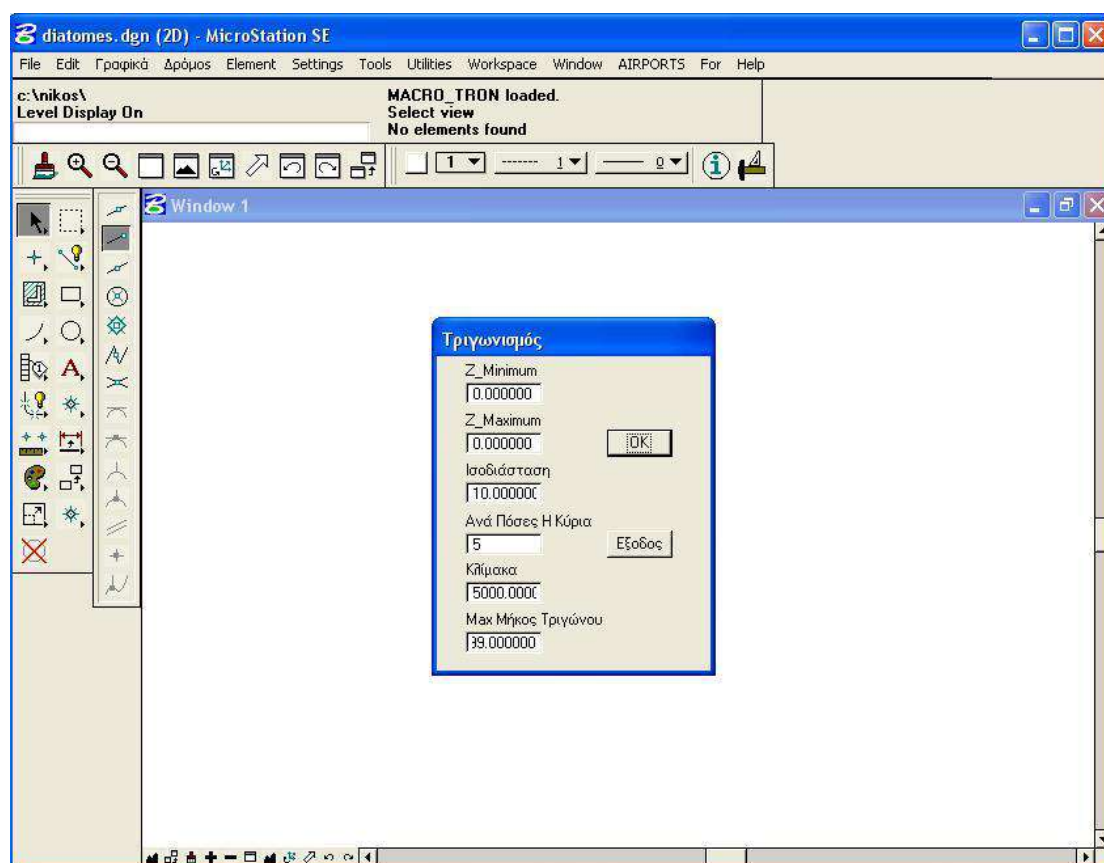 diatomes.dgn (2D) - MicroStation SE
File Edit Γραφικά Δρόμος Element Settings Tools Utilities Workspace Window AIRPORTS For Help
c:\nikos\ MACRO_TRON loaded.
Level Display On Select view
No elements found
1 1 0
Window 1
Τριγωνισμός
Z_Minimum
0.000000
Z_Maximum
0.000000 OK
Ισοδιάσταση
10.00000(
Ανά Πόσες Η Κύρια
5 Εξοδος
Κλίμακα
5000.000(
Max Μήκος Τριγώνου
99.000000